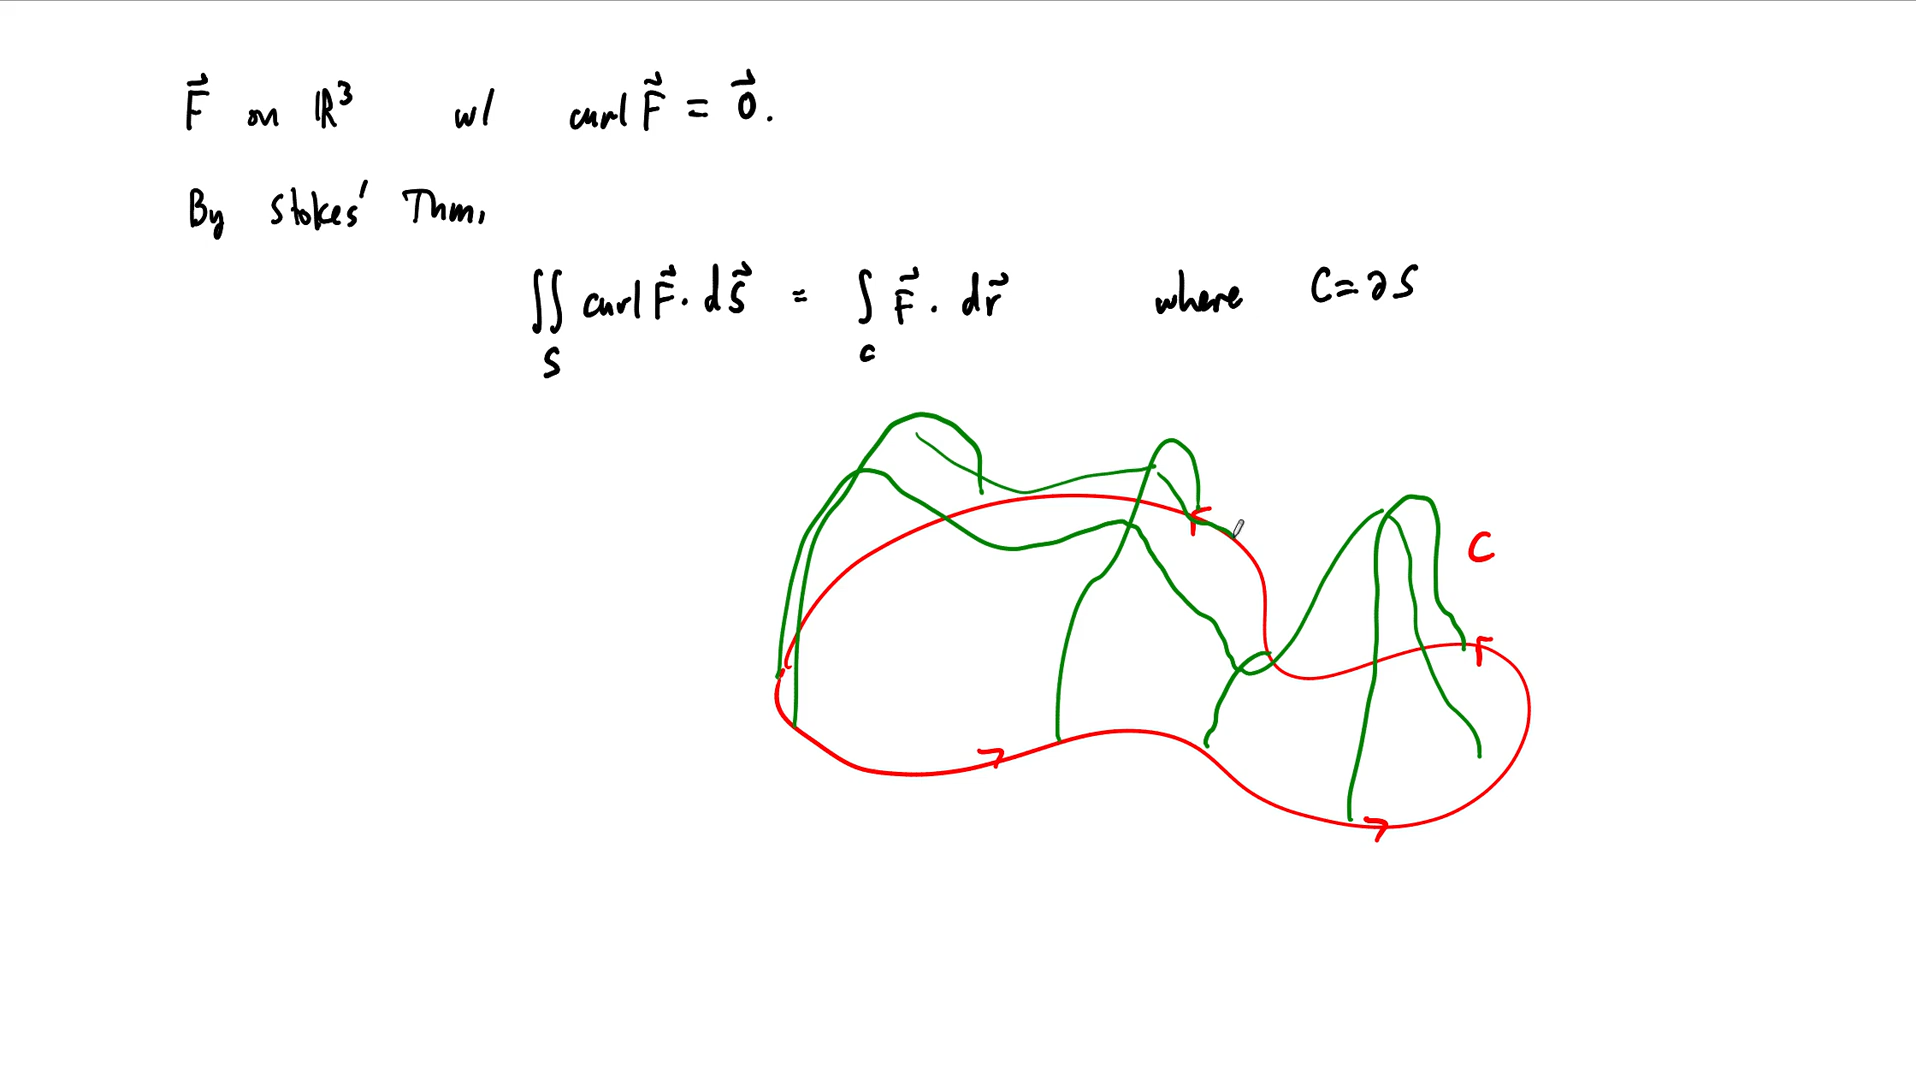 F⃗ on ℝ³ w/ curl F⃗ = 0⃗.
By Stokes' Thm,
∬_S curl F⃗ · dS⃗ = ∫_C F⃗ · dr⃗ where C = ∂S
C